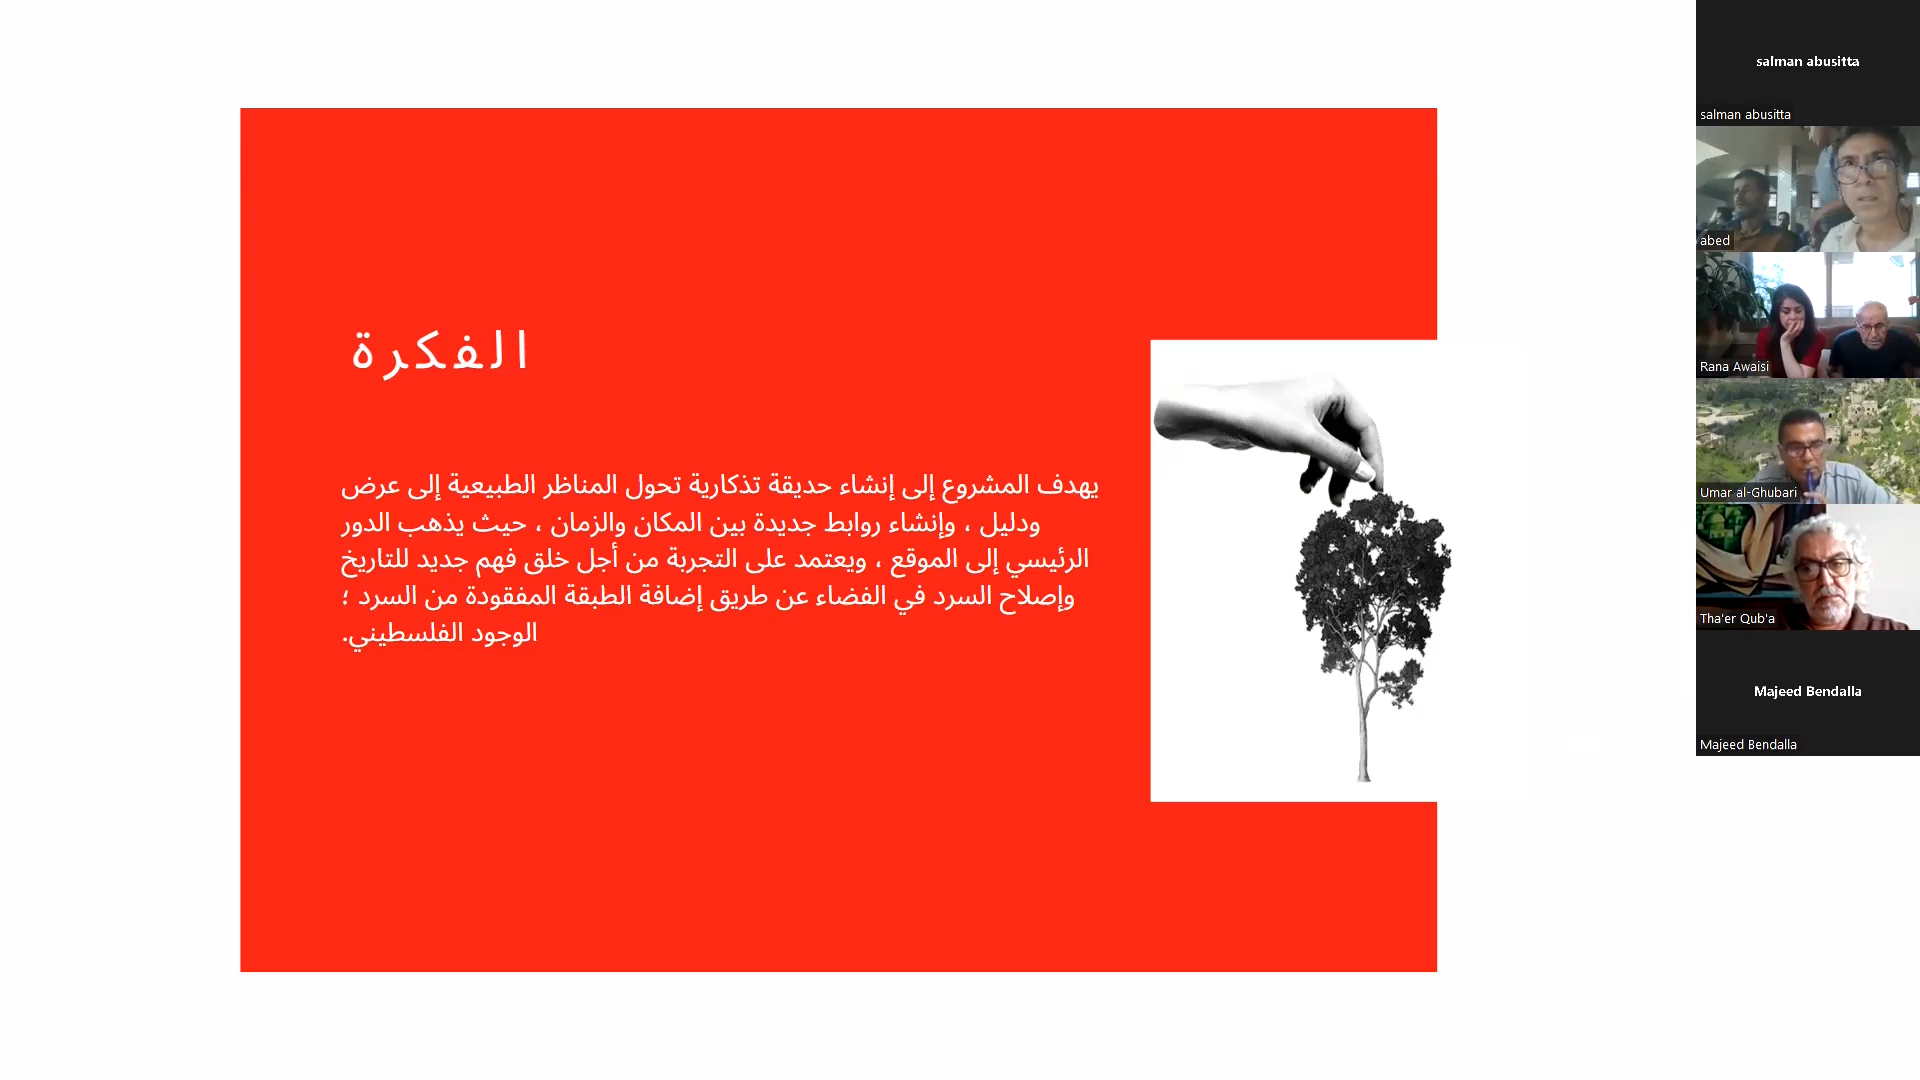 الفكرة
يهدف المشروع إلى إنشاء حديقة تذكارية تحول المناظر الطبيعية إلى عرض
ودليل ، وإنشاء روابط جديدة بين المكان والزمان ، حيث يذهب الدور
الرئيسي إلى الموقع ، ويعتمد على التجربة من أجل خلق فهم جديد للتاريخ
وإصلاح السرد في الفضاء عن طريق إضافة الطبقة المفقودة من السرد ؛
الوجود الفلسطيني.
salman abusitta
salman abusitta
abed
Rana Awaisi
Umar al-Ghubari
Tha'er Qub'a
Majeed Bendalla
Majeed Bendalla